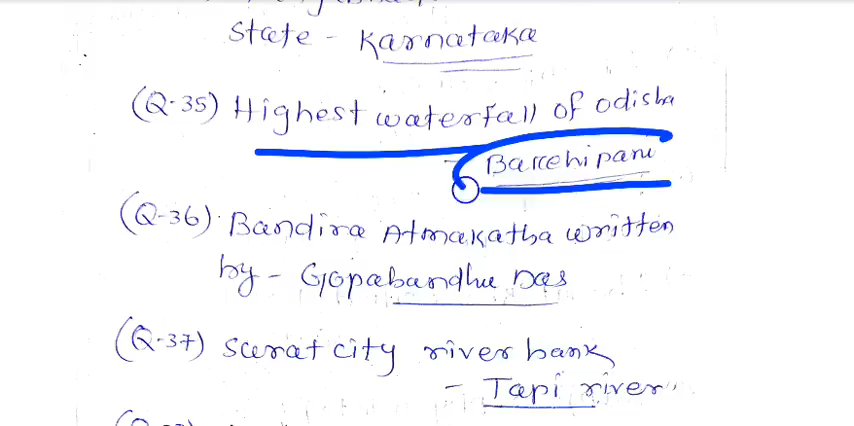 State - Karnataka
(Q-35) Highest waterfall of odisha
- Barehipani
(Q-36) Bandira Atmakatha written
by - Gopabandhu Das
(Q-37) Surat city river bank
- Tapi river